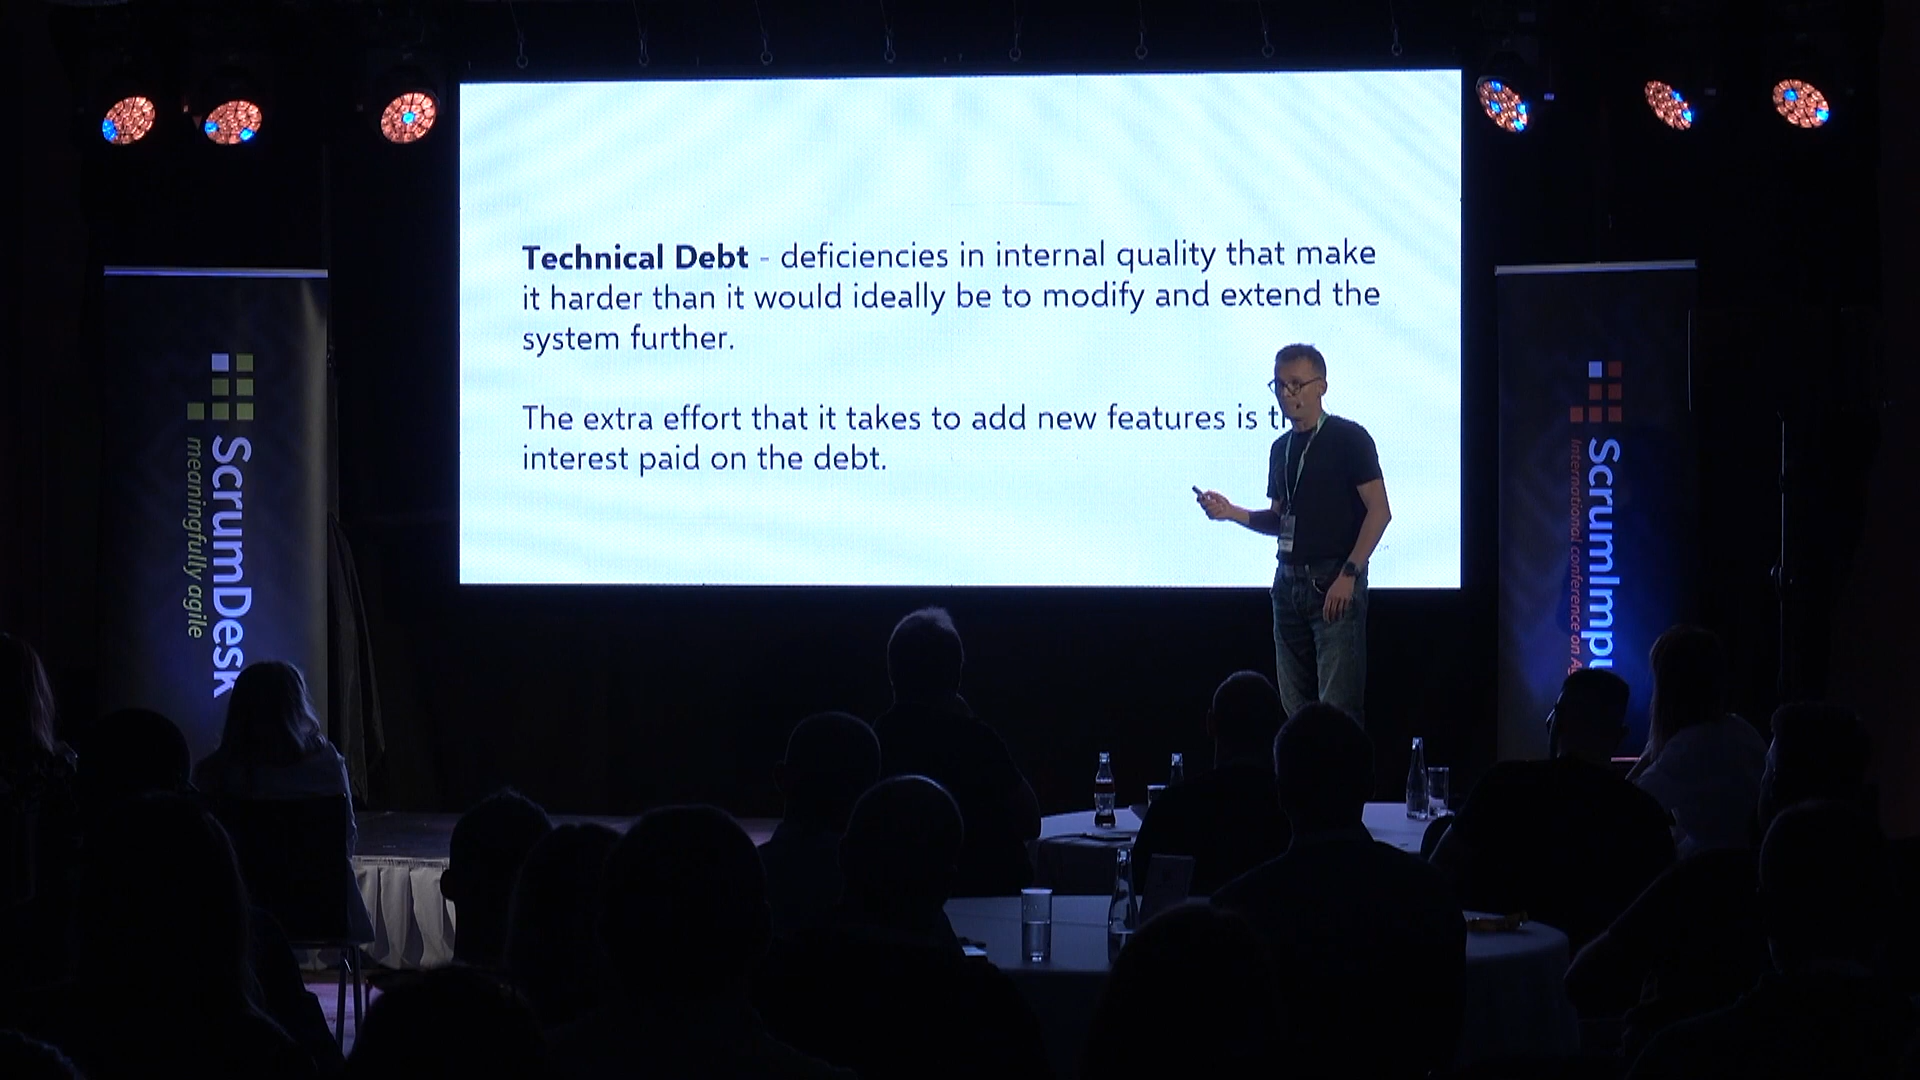 Technical Debt - deficiencies in internal quality that make
it harder than it would ideally be to modify and extend the
system further.
The extra effort that it takes to add new features is
interest paid on the debt.
ScrumDesk
meaningfully agile
ScrumImp
International conference on